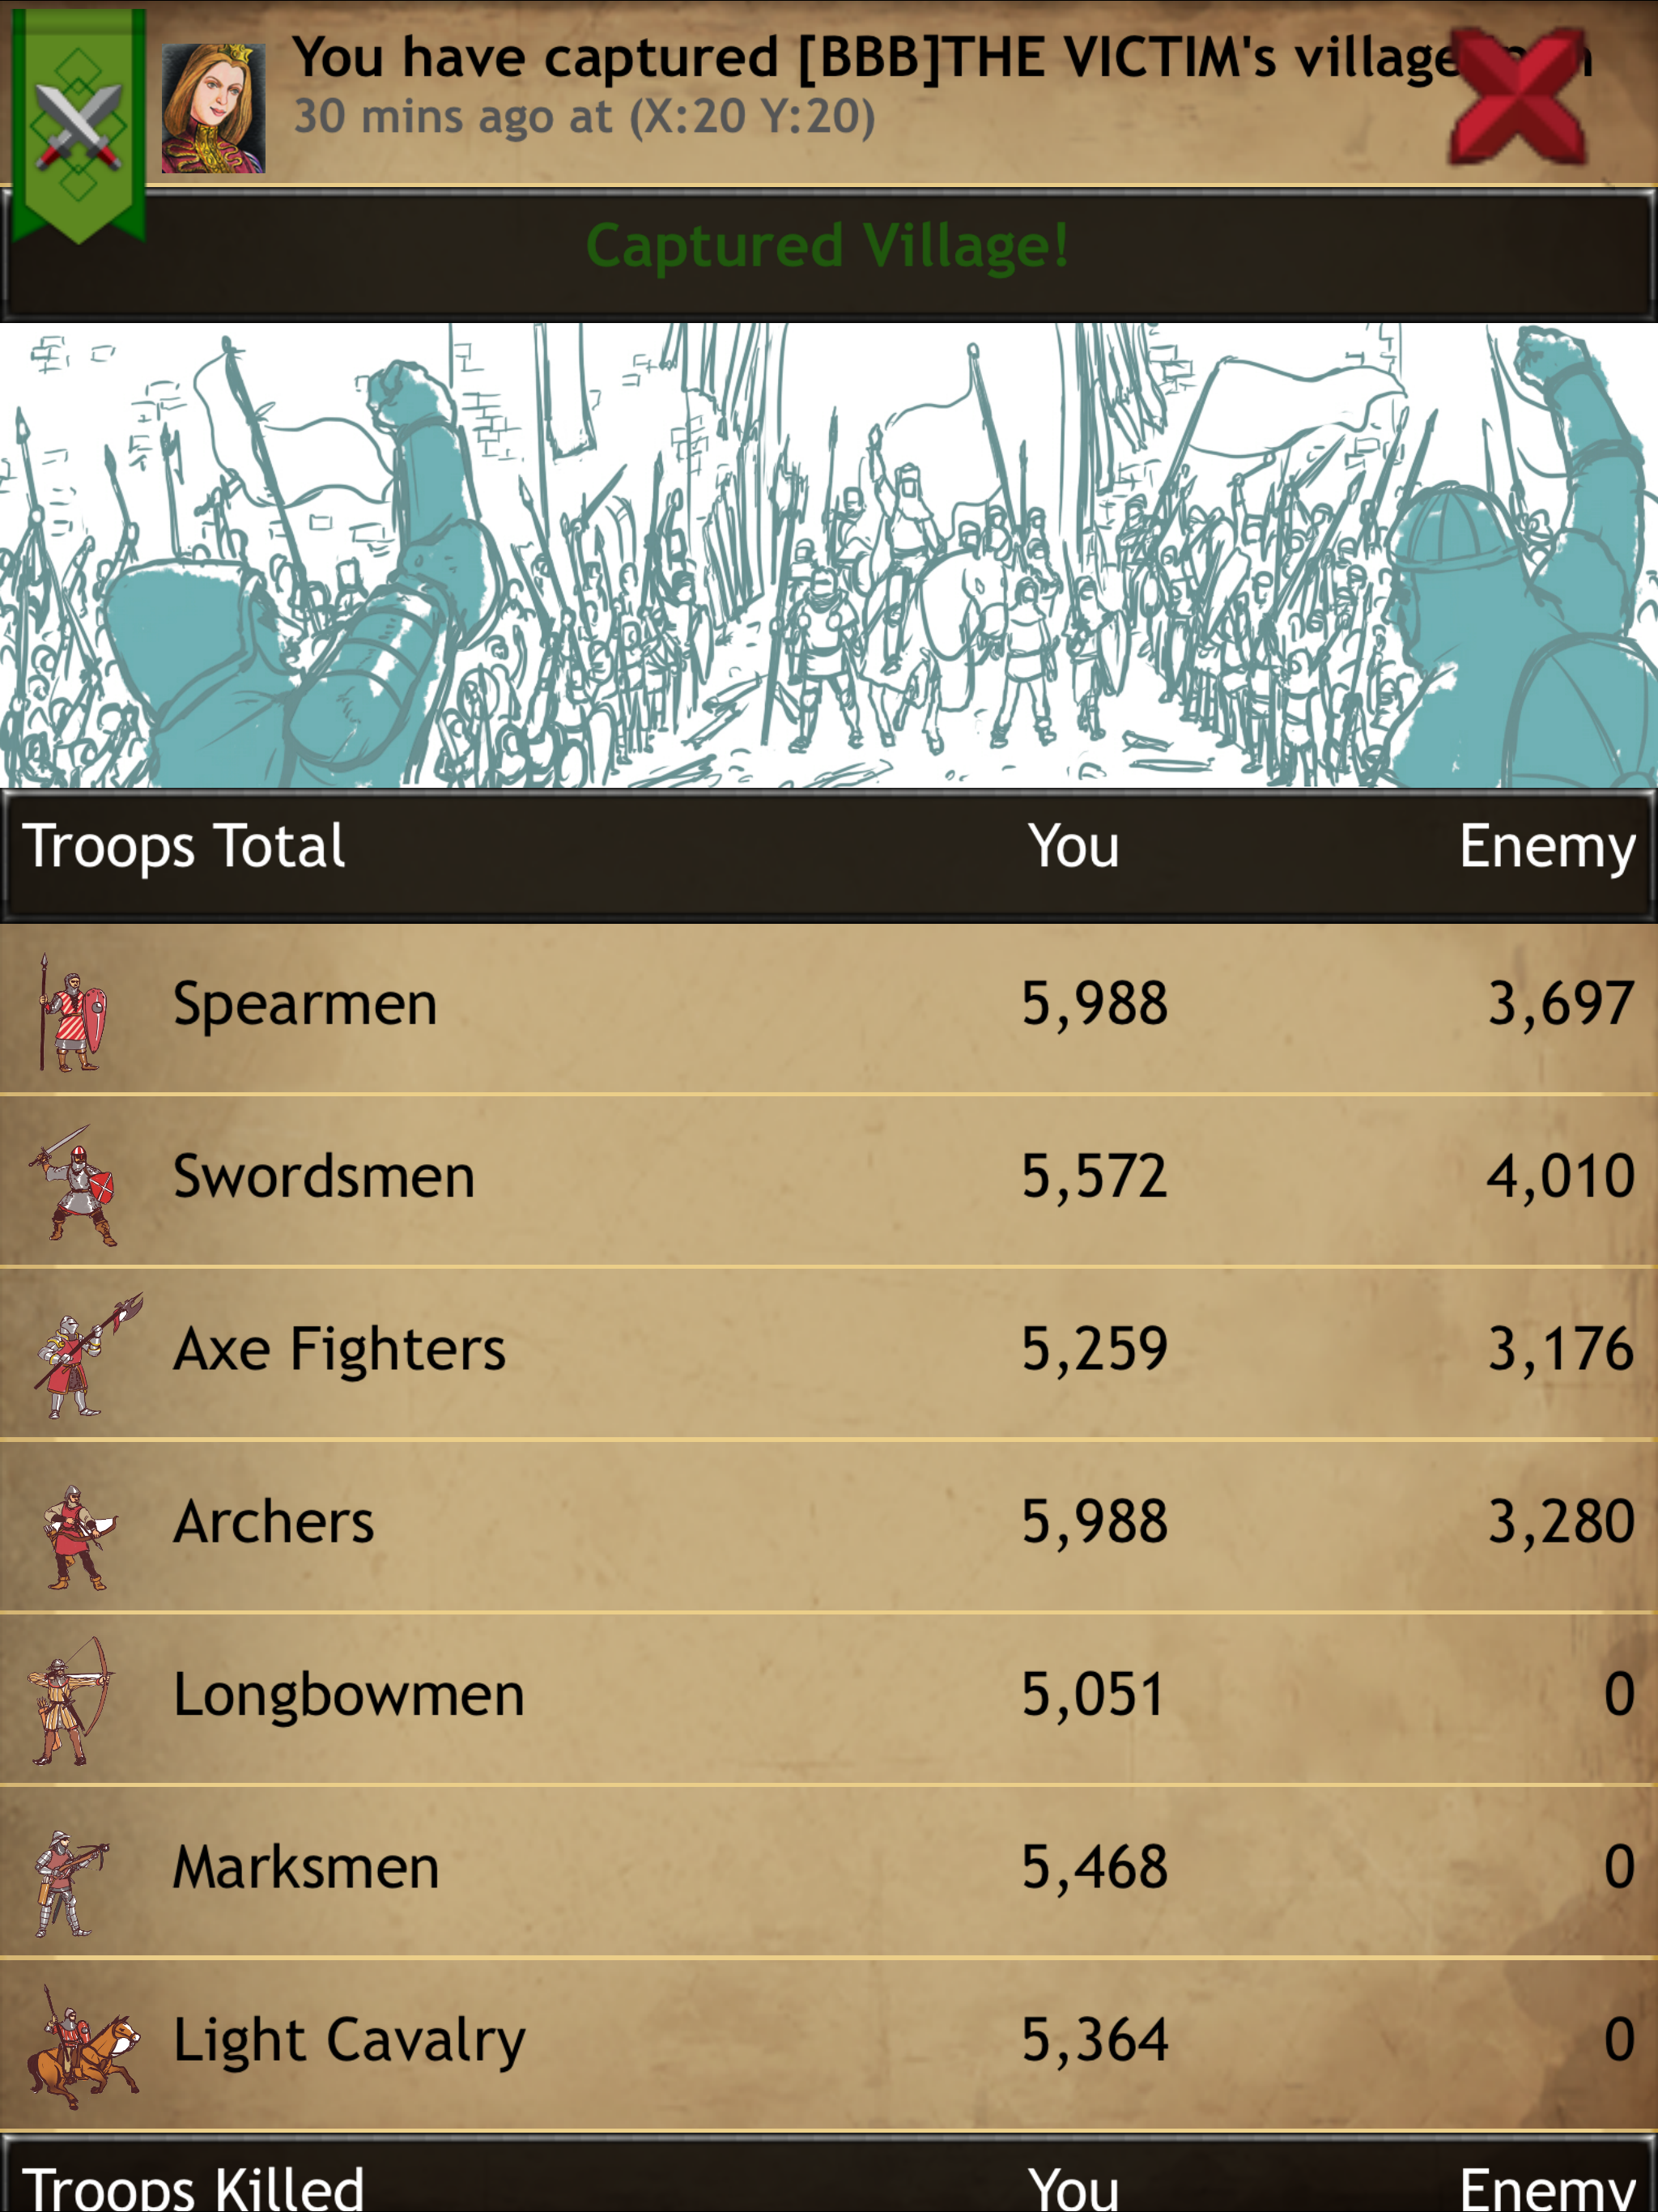 You have captured [BBB]THE VICTIM's village
30 mins ago at (X:20 Y:20)
Captured Village!
Troops Total You Enemy
Spearmen 5,988 3,697
Swordsmen 5,572 4,010
Axe Fighters 5,259 3,176
Archers 5,988 3,280
Longbowmen 5,051 0
Marksmen 5,468 0
Light Cavalry 5,364 0
Troops Killed You Enemy